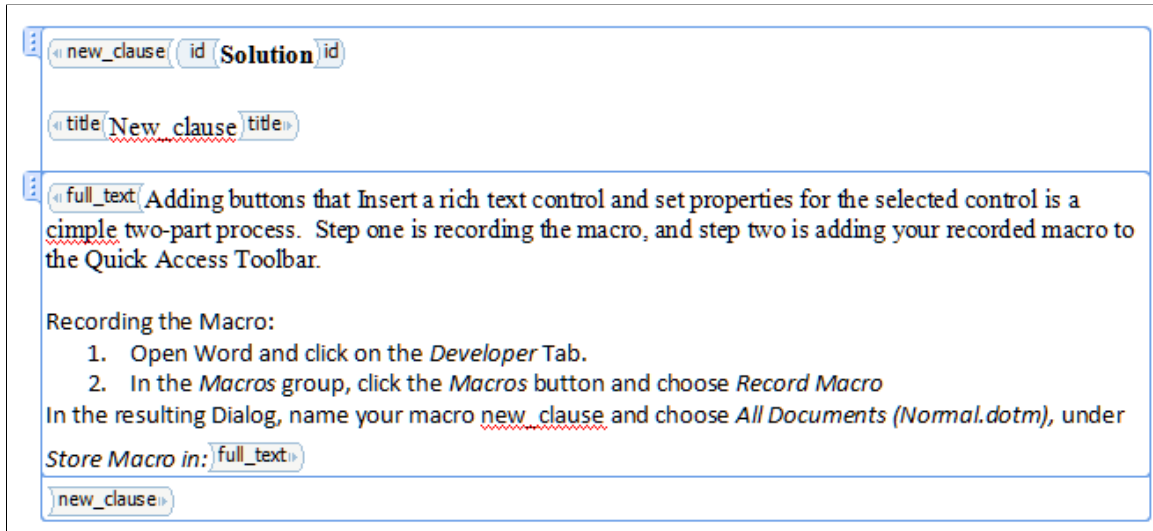 new_clause id Solution id
title New_clause title
full_text Adding buttons that Insert a rich text control and set properties for the selected control is a
cimple two-part process.  Step one is recording the macro, and step two is adding your recorded macro to
the Quick Access Toolbar.
Recording the Macro:
1. Open Word and click on the Developer Tab.
2. In the Macros group, click the Macros button and choose Record Macro
In the resulting Dialog, name your macro new_clause and choose All Documents (Normal.dotm), under
Store Macro in: full_text
new_clause